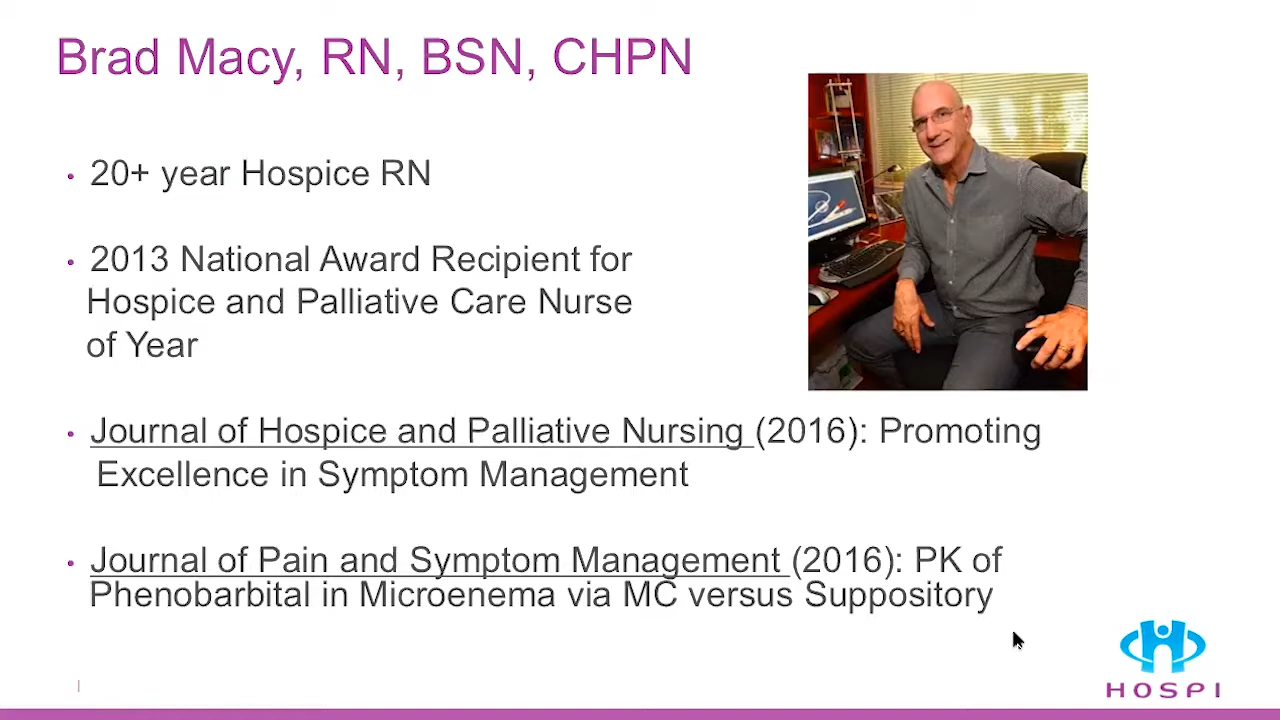 Brad Macy, RN, BSN, CHPN
• 20+ year Hospice RN
• 2013 National Award Recipient for
Hospice and Palliative Care Nurse
of Year
• Journal of Hospice and Palliative Nursing (2016): Promoting
Excellence in Symptom Management
• Journal of Pain and Symptom Management (2016): PK of
Phenobarbital in Microenema via MC versus Suppository
HOSPI